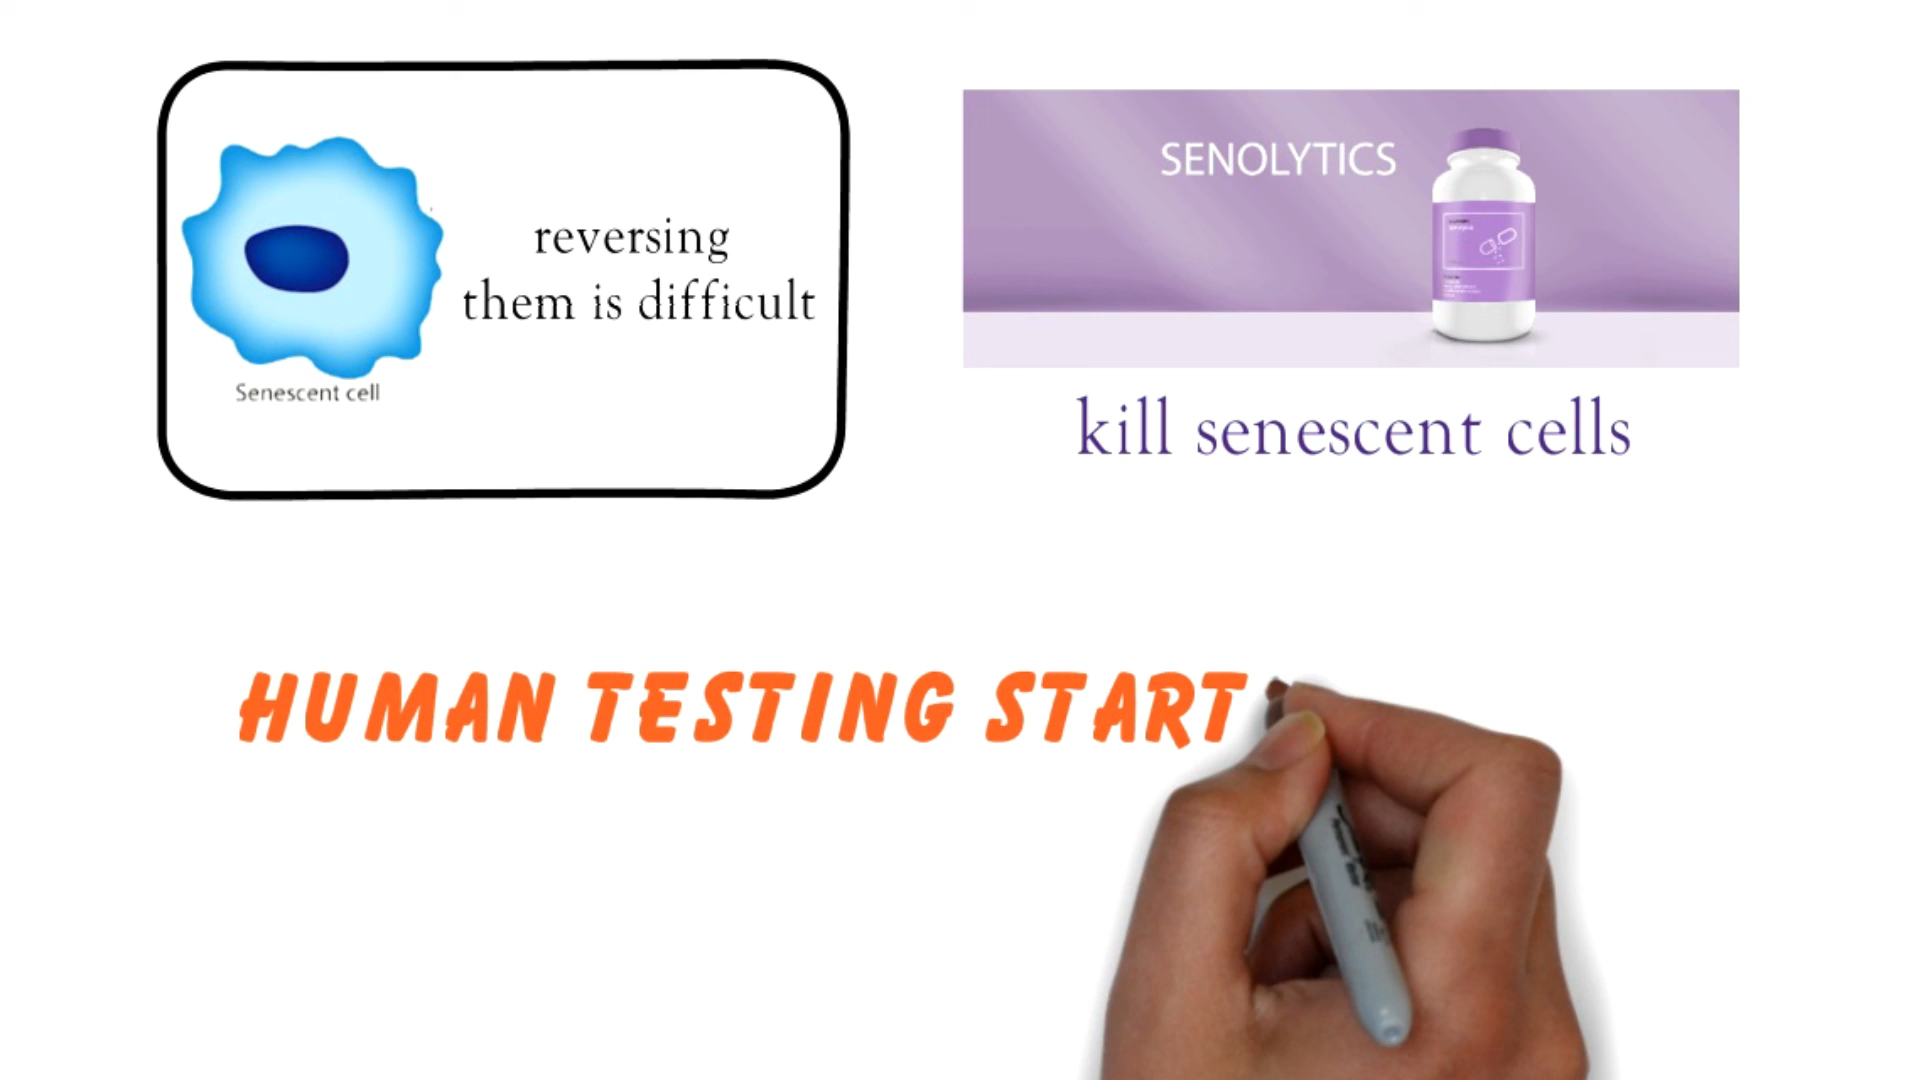 reversing
them is difficult
Senescent cell
SENOLYTICS
kill senescent cells
HUMAN TESTING START